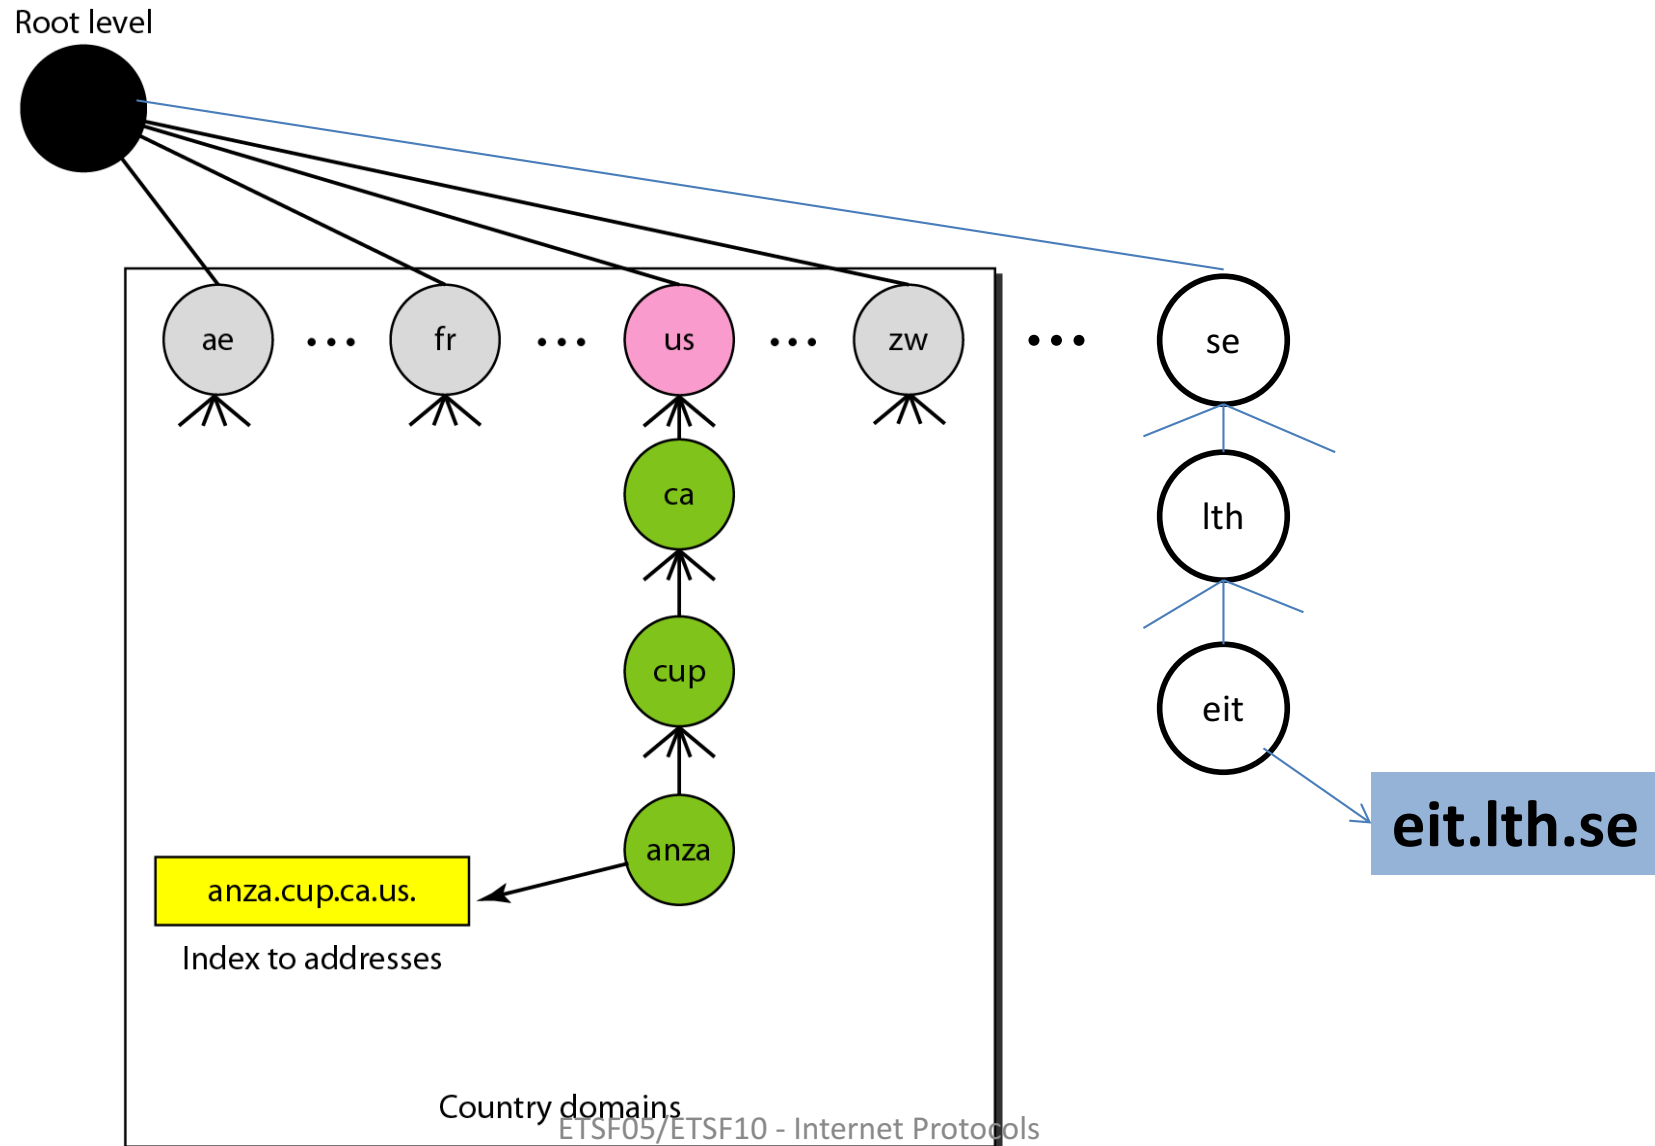 Root level
ae ... fr ... us ... zw ... se
ca
lth
cup
eit
anza
eit.lth.se
anza.cup.ca.us.
Index to addresses
Country domains
ETSF05/ETSF10 - Internet Protocols